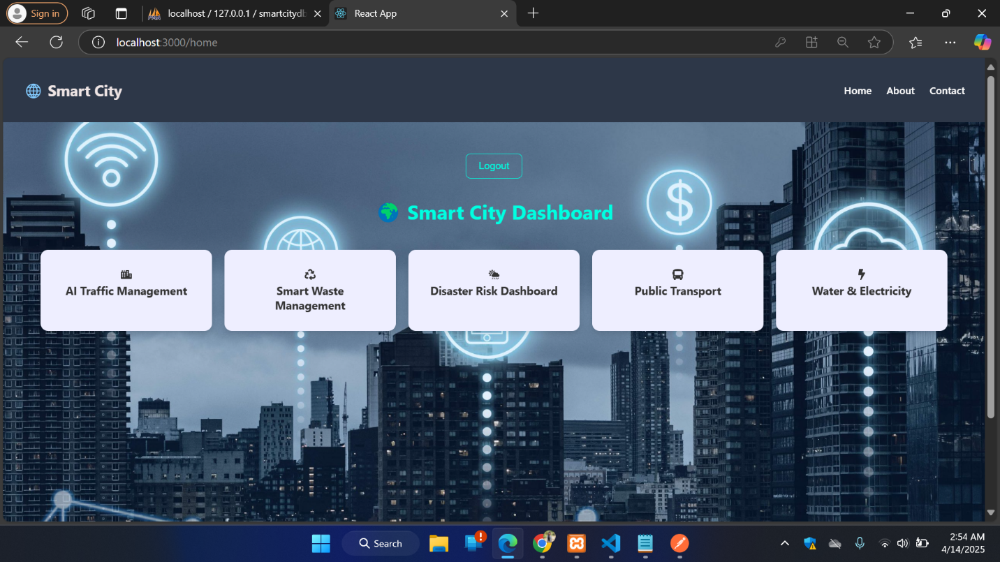 Sign in
localhost / 127.0.0.1 / smartcitydb
React App
localhost:3000/home
Smart City
Home
About
Contact
Logout
Smart City Dashboard
AI Traffic Management
Smart Waste
Management
Disaster Risk Dashboard
Public Transport
Water & Electricity
Search
2:54 AM
4/14/2025